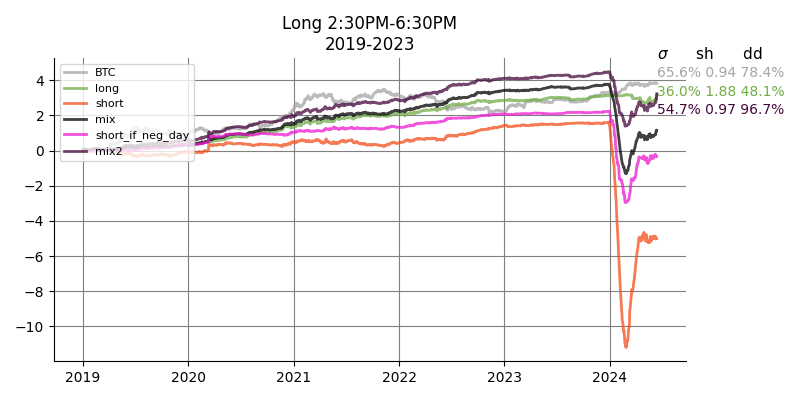 Long 2:30PM-6:30PM
2019-2023
σ sh dd
65.6% 0.94 78.4%
36.0% 1.88 48.1%
54.7% 0.97 96.7%
BTC
long
short
mix
short_if_neg_day
mix2
4
2
0
−2
−4
−6
−8
−10
2019 2020 2021 2022 2023 2024